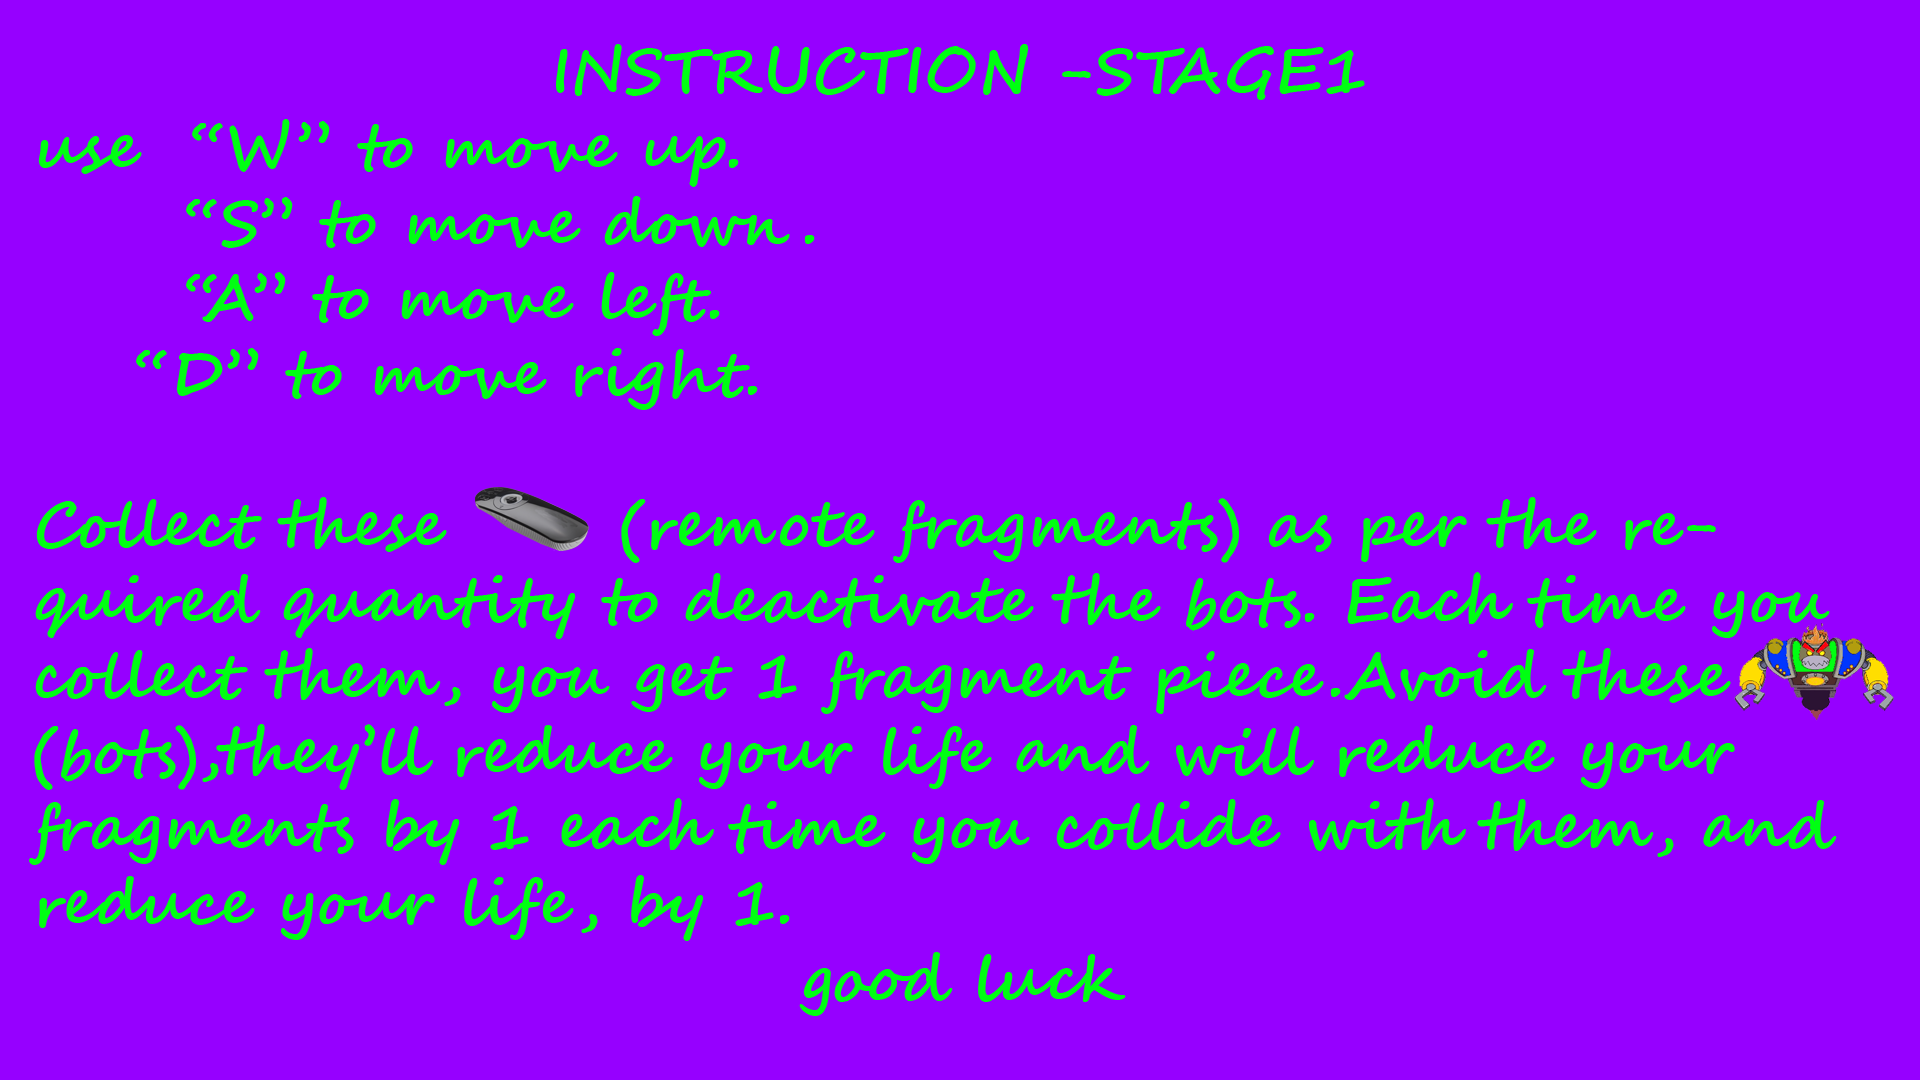 INSTRUCTION -STAGE1
use “W” to move up.
“S” to move down.
“A” to move left.
“D” to move right.
Collect these (remote fragments) as per the re-
quired quantity to deactivate the bots. Each time you
collect them, you get 1 fragment piece.Avoid these
(bots),they’ll reduce your life and will reduce your
fragments by 1 each time you collide with them, and
reduce your life, by 1.
good luck